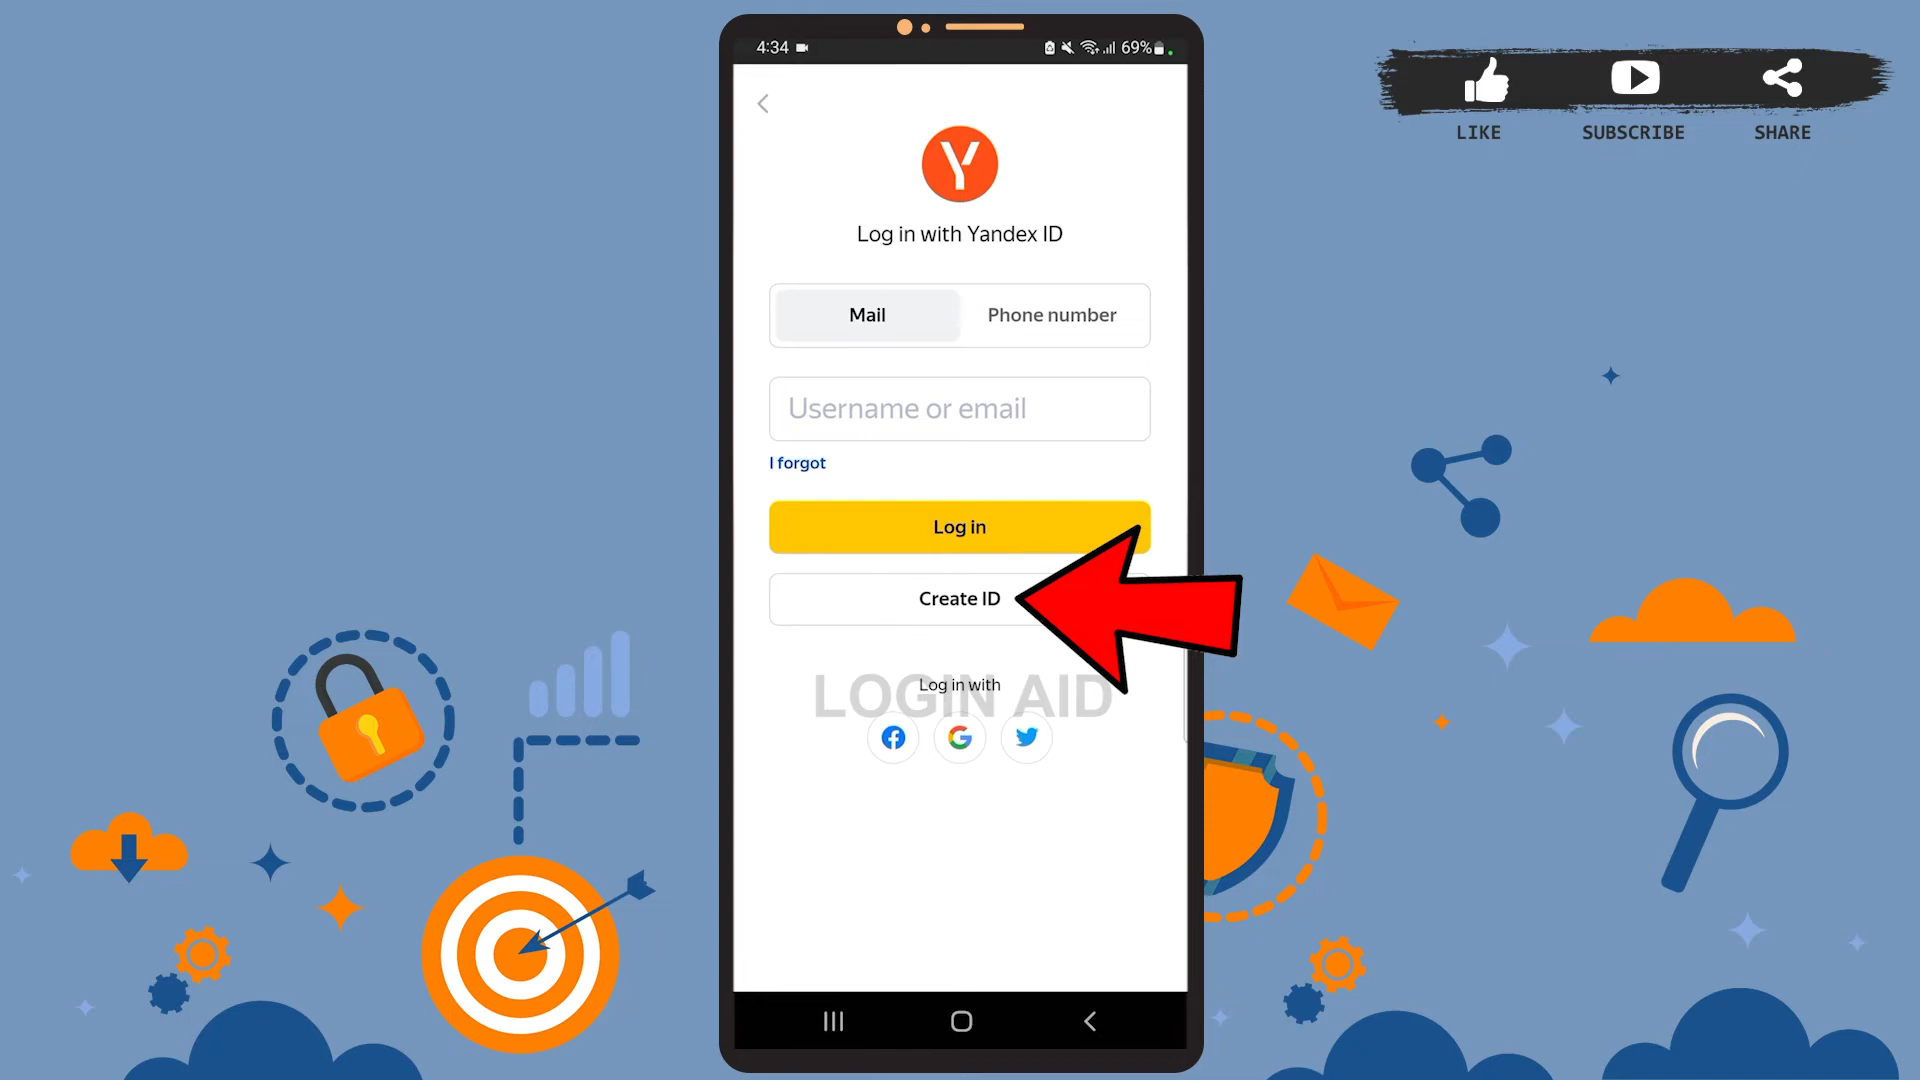 4:34
69%
LIKE
SUBSCRIBE
SHARE
Y
Log in with Yandex ID
Mail
Phone number
Username or email
I forgot
Log in
Create ID
LOGIN AID
Log in with